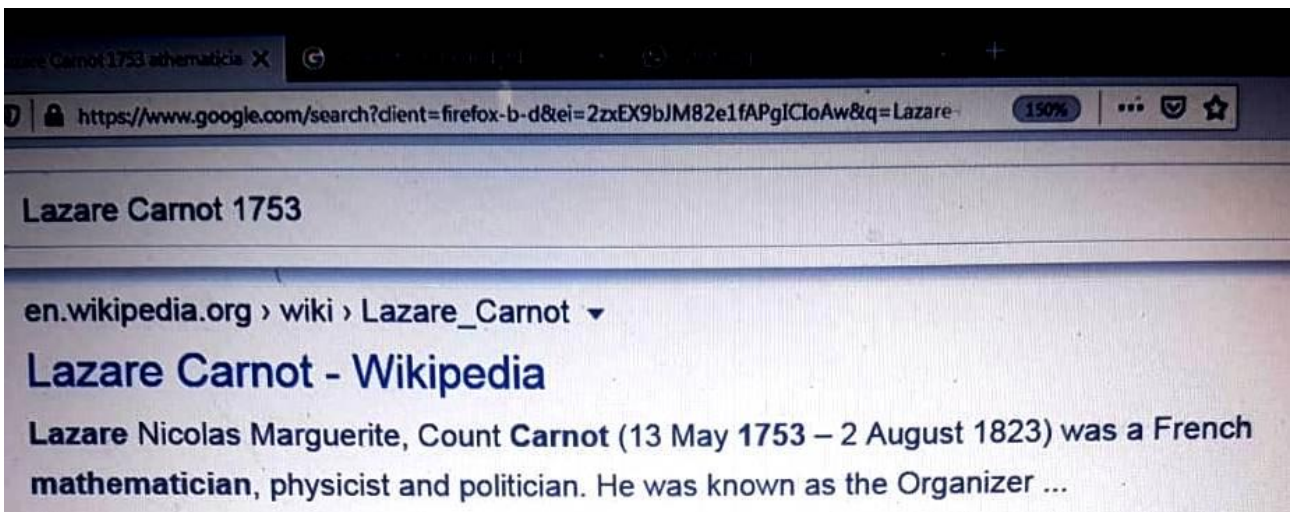 Carnot 1753 athematicia
https://www.google.com/search?client=firefox-b-d&ei=2zxEX9bJM82e1fAPgICIoAw&q=Lazare 150%
Lazare Carnot 1753
en.wikipedia.org › wiki › Lazare_Carnot
Lazare Carnot - Wikipedia
Lazare Nicolas Marguerite, Count Carnot (13 May 1753 – 2 August 1823) was a French
mathematician, physicist and politician. He was known as the Organizer ...